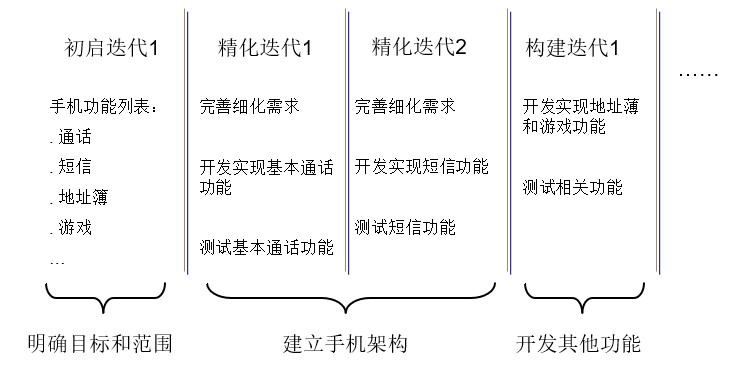 初启迭代1
手机功能列表：
. 通话
. 短信
. 地址簿
. 游戏
...
明确目标和范围
精化迭代1
完善细化需求
开发实现基本通话
功能
测试基本通话功能
精化迭代2
完善细化需求
开发实现短信功能
测试短信功能
建立手机架构
构建迭代1
开发实现地址薄
和游戏功能
测试相关功能
开发其他功能
……